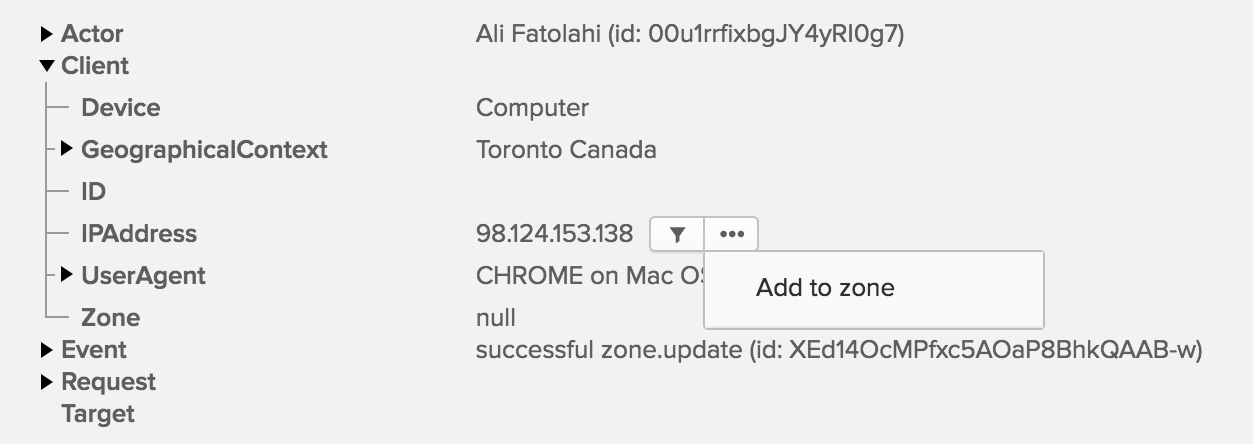 Actor Ali Fatolahi (id: 00u1rrfixbgJY4yRI0g7)
Client
Device Computer
GeographicalContext Toronto Canada
ID
IPAddress 98.124.153.138 •••
UserAgent CHROME on Mac OS
Add to zone
Zone null
Event successful zone.update (id: XEd14OcMPfxc5AOaP8BhkQAAB-w)
Request
Target